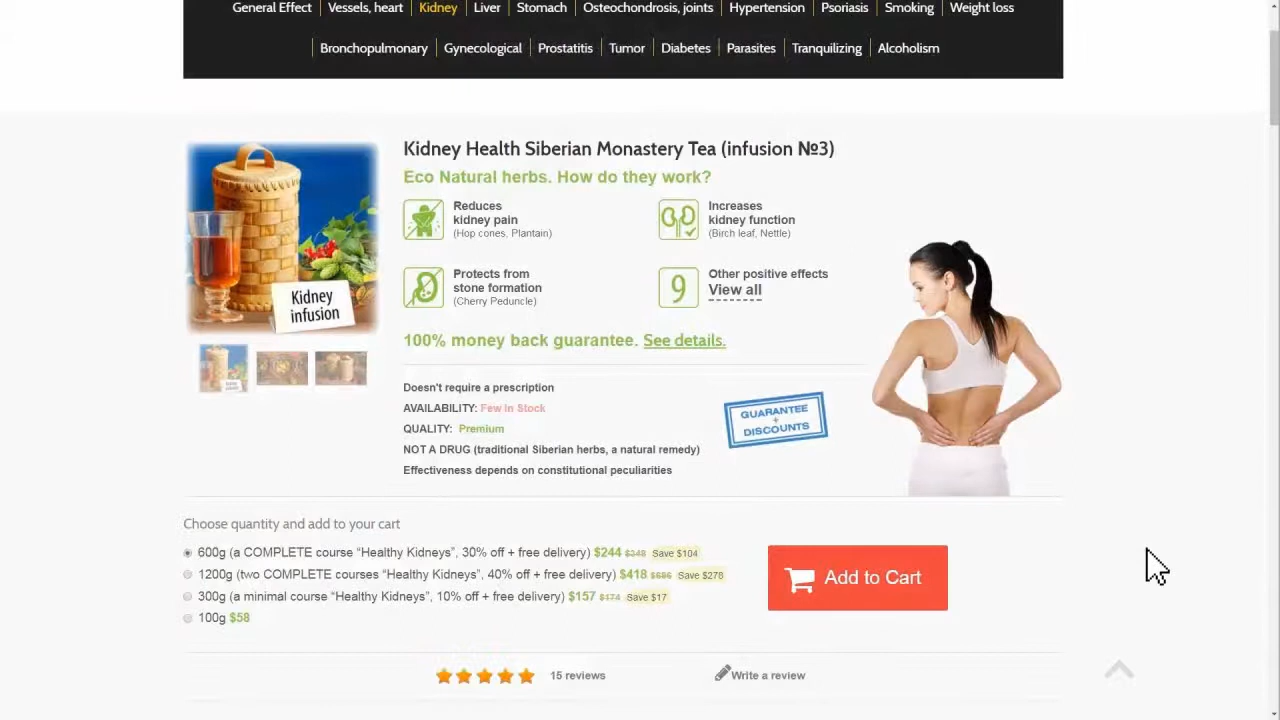 General Effect Vessels, heart Kidney Liver Stomach Osteochondrosis, joints Hypertension Psoriasis Smoking Weight loss
Bronchopulmonary Gynecological Prostatitis Tumor Diabetes Parasites Tranquilizing Alcoholism
Kidney Health Siberian Monastery Tea (infusion №3)
Eco Natural herbs. How do they work?
Reduces
kidney pain
(Hop cones, Plantain)
Increases
kidney function
(Birch leaf, Nettle)
Protects from
stone formation
(Cherry Peduncle)
9
Other positive effects
View all
Kidney
infusion
100% money back guarantee. See details.
Doesn't require a prescription
AVAILABILITY: Few in Stock
QUALITY: Premium
NOT A DRUG (traditional Siberian herbs, a natural remedy)
Effectiveness depends on constitutional peculiarities
GUARANTEE
+
DISCOUNTS
Choose quantity and add to your cart
600g (a COMPLETE course “Healthy Kidneys”, 30% off + free delivery) $244 $348 Save $104
1200g (two COMPLETE courses “Healthy Kidneys”, 40% off + free delivery) $418 $686 Save $278
300g (a minimal course “Healthy Kidneys”, 10% off + free delivery) $157 $174 Save $17
100g $58
Add to Cart
15 reviews
Write a review